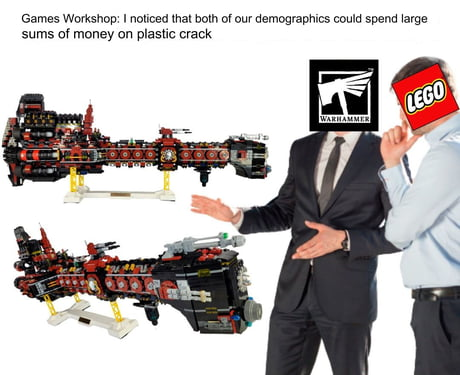 Games Workshop: I noticed that both of our demographics could spend large
sums of money on plastic crack
WARHAMMER
LEGO